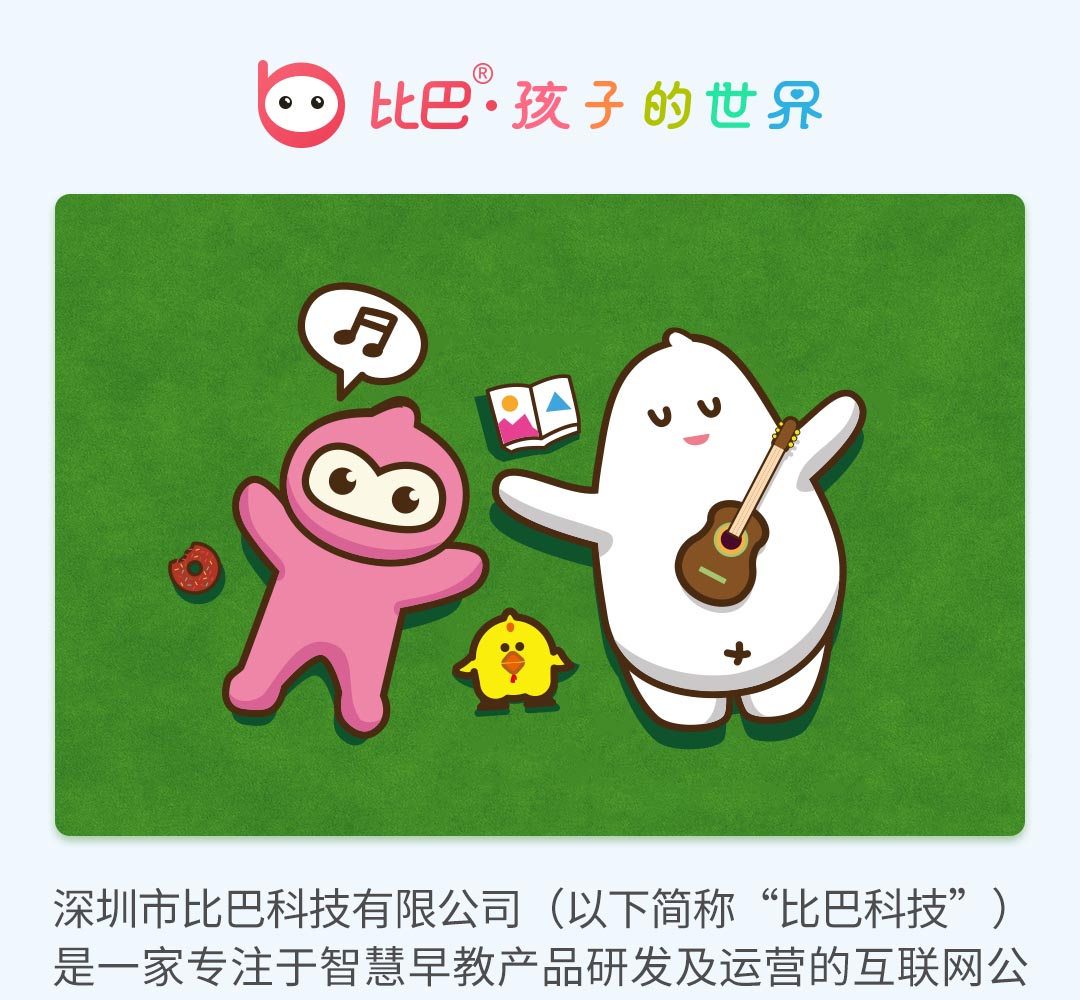 比巴®·孩子的世界
深圳市比巴科技有限公司（以下简称“比巴科技”）
是一家专注于智慧早教产品研发及运营的互联网公